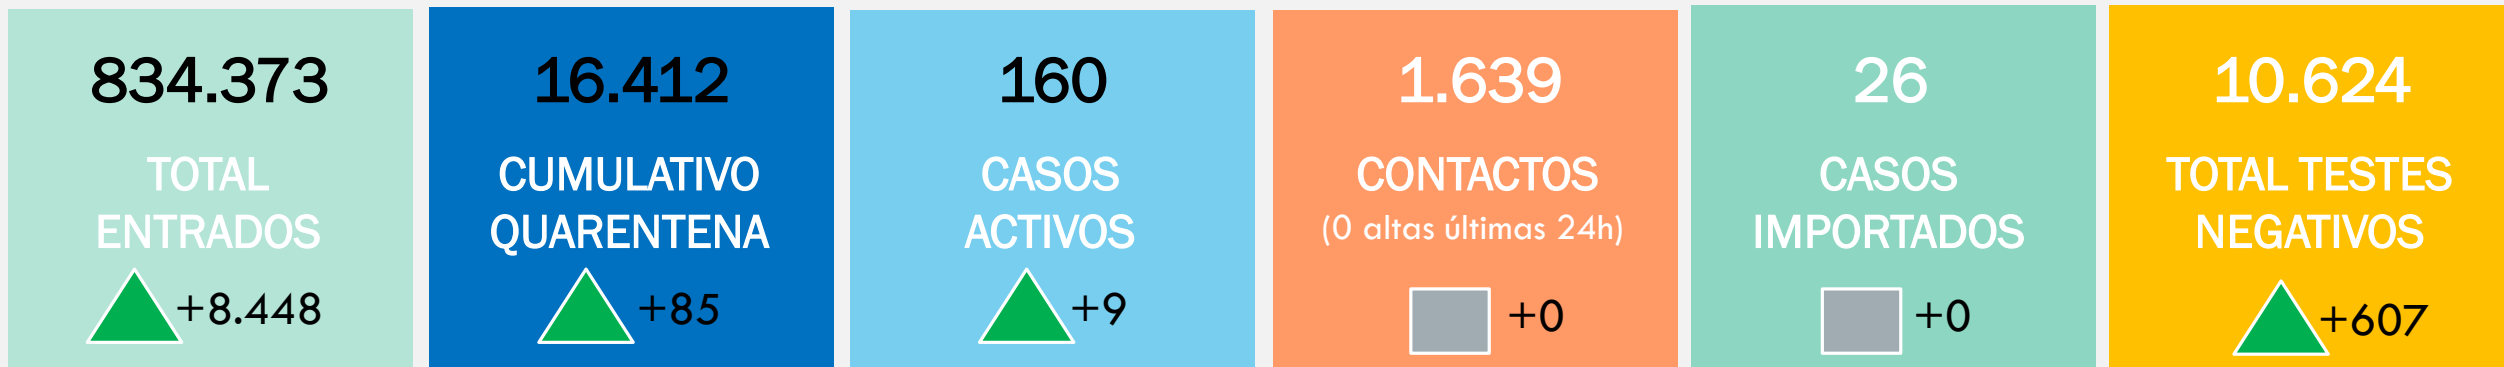 834.373
TOTAL
ENTRADOS
+8.448
16.412
CUMULATIVO
QUARENTENA
+85
160
CASOS
ACTIVOS
+9
1.639
CONTACTOS
(0 altas últimas 24h)
+0
26
CASOS
IMPORTADOS
+0
10.624
TOTAL TESTES
NEGATIVOS
+607